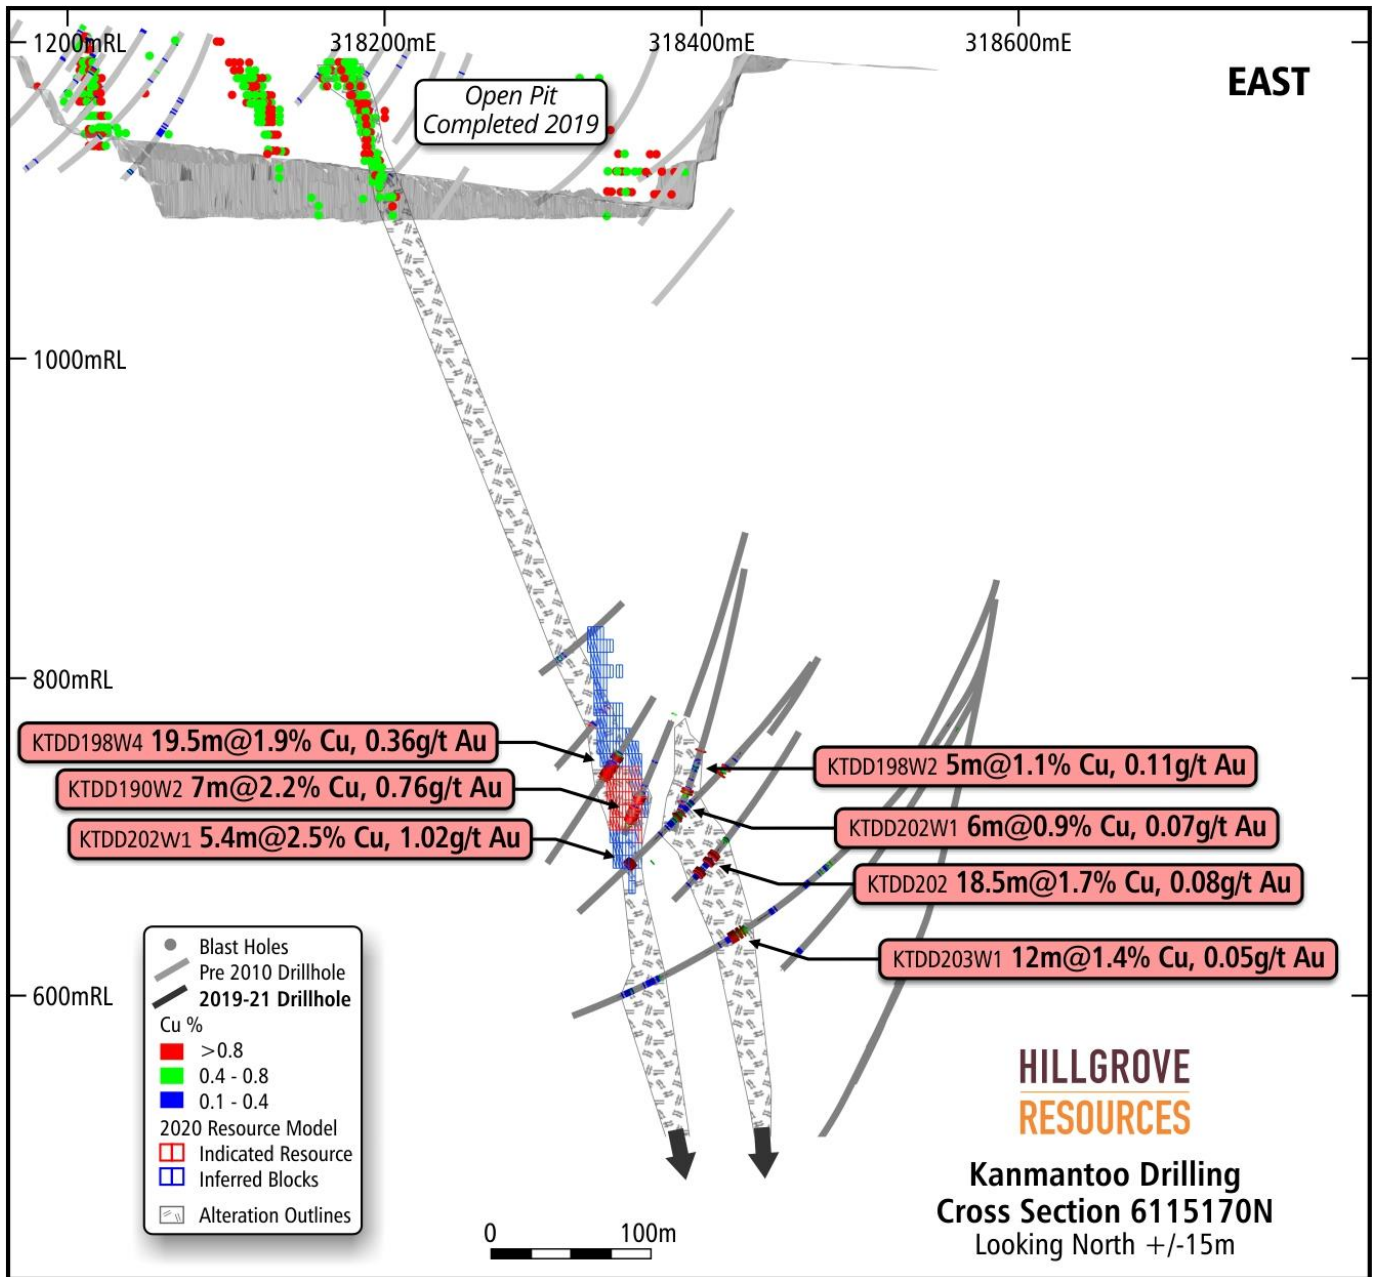 1200mRL
318200mE
318400mE
318600mE
EAST
Open Pit
Completed 2019
1000mRL
800mRL
KTDD198W4 19.5m@1.9% Cu, 0.36g/t Au
KTDD190W2 7m@2.2% Cu, 0.76g/t Au
KTDD202W1 5.4m@2.5% Cu, 1.02g/t Au
KTDD198W2 5m@1.1% Cu, 0.11g/t Au
KTDD202W1 6m@0.9% Cu, 0.07g/t Au
KTDD202 18.5m@1.7% Cu, 0.08g/t Au
KTDD203W1 12m@1.4% Cu, 0.05g/t Au
600mRL
Blast Holes
Pre 2010 Drillhole
2019-21 Drillhole
Cu %
>0.8
0.4 - 0.8
0.1 - 0.4
2020 Resource Model
Indicated Resource
Inferred Blocks
Alteration Outlines
0 100m
HILLGROVE
RESOURCES
Kanmantoo Drilling
Cross Section 6115170N
Looking North +/-15m